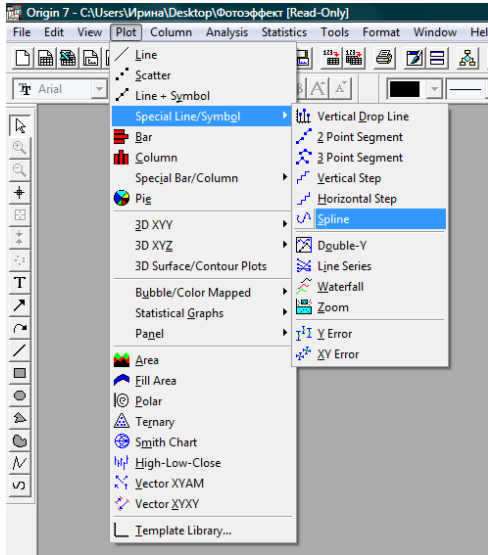 Origin 7 - C:\Users\Ирина\Desktop\Фотоэффект [Read-Only]
File Edit View Plot Column Analysis Statistics Tools Format Window Hel
Arial
Line
Scatter
Line + Symbol
Special Line/Symbol
Bar
Column
Special Bar/Column
Pie
3D XYY
3D XYZ
3D Surface/Contour Plots
Bubble/Color Mapped
Statistical Graphs
Panel
Area
Fill Area
Polar
Ternary
Smith Chart
High-Low-Close
Vector XYAM
Vector XYXY
Template Library...
Vertical Drop Line
2 Point Segment
3 Point Segment
Vertical Step
Horizontal Step
Spline
Double-Y
Line Series
Waterfall
Zoom
Y Error
XY Error